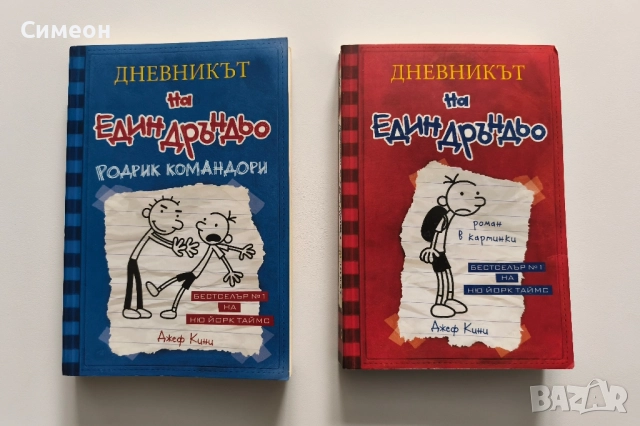 Симеон
ДНЕВНИКЪТ
на
ЕДИН ДРЪНДЬО
РОДРИК КОМАНДОРИ
БЕСТСЕЛЪР №1
НА
НЮ ЙОРК ТАЙМС
Джеф Кини
ДНЕВНИКЪТ
на
ЕДИН ДРЪНДЬО
роман
в картинки
БЕСТСЕЛЪР №1
НА
НЮ ЙОРК ТАЙМС
Джеф Кини
BAZAR